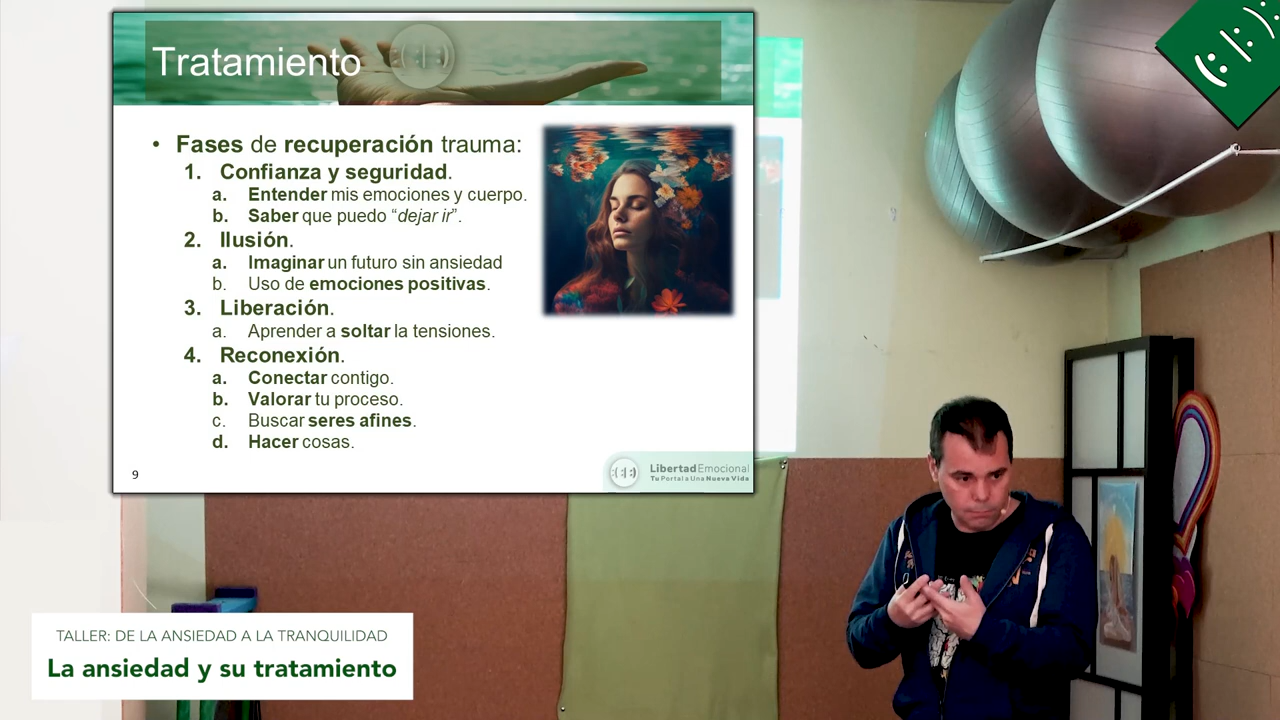 Tratamiento
• Fases de recuperación trauma:
1. Confianza y seguridad.
a. Entender mis emociones y cuerpo.
b. Saber que puedo “dejar ir”.
2. Ilusión.
a. Imaginar un futuro sin ansiedad
b. Uso de emociones positivas.
3. Liberación.
a. Aprender a soltar la tensiones.
4. Reconexión.
a. Conectar contigo.
b. Valorar tu proceso.
c. Buscar seres afines.
d. Hacer cosas.
9
Libertad Emocional
Tu Portal a Una Nueva Vida
TALLER: DE LA ANSIEDAD A LA TRANQUILIDAD
La ansiedad y su tratamiento